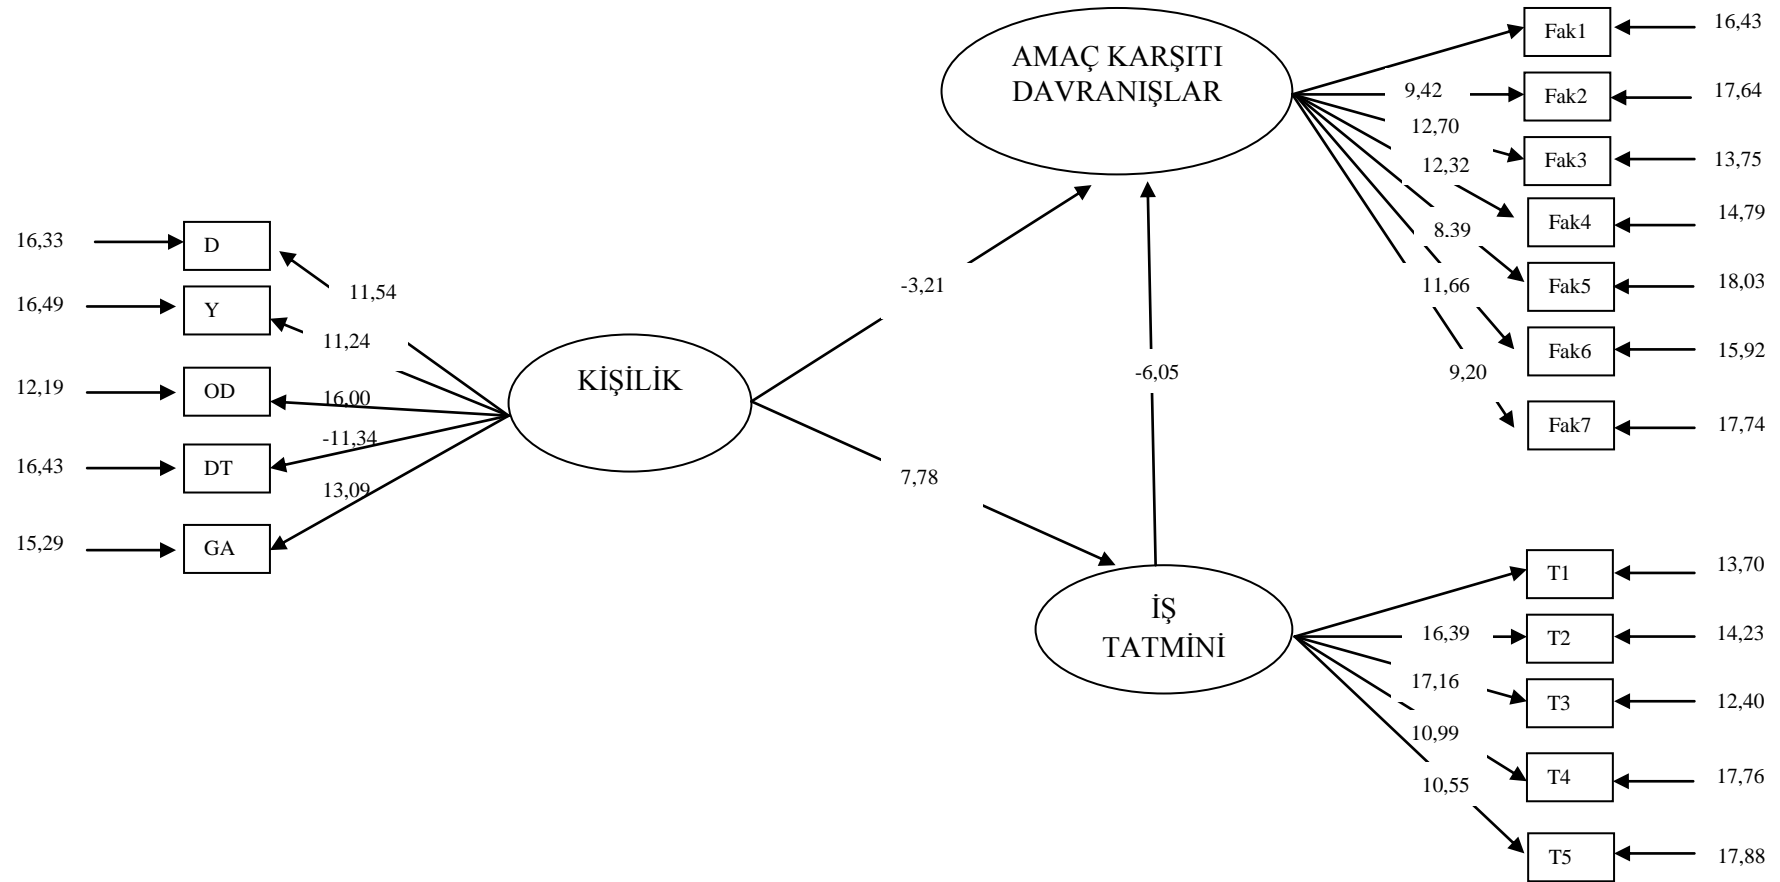 AMAÇ KARŞITI
DAVRANIŞLAR
Fak1
16,43
9,42
Fak2
17,64
12,70
Fak3
13,75
12,32
Fak4
14,79
8.39
Fak5
18,03
11,66
Fak6
15,92
9,20
Fak7
17,74
16,33
D
11,54
16,49
Y
11,24
12,19
OD
16,00
16,43
DT
-11,34
15,29
GA
13,09
KİŞİLİK
-3,21
-6,05
7,78
İŞ
TATMİNİ
T1
13,70
16,39
T2
14,23
17,16
T3
12,40
10,99
T4
17,76
10,55
T5
17,88